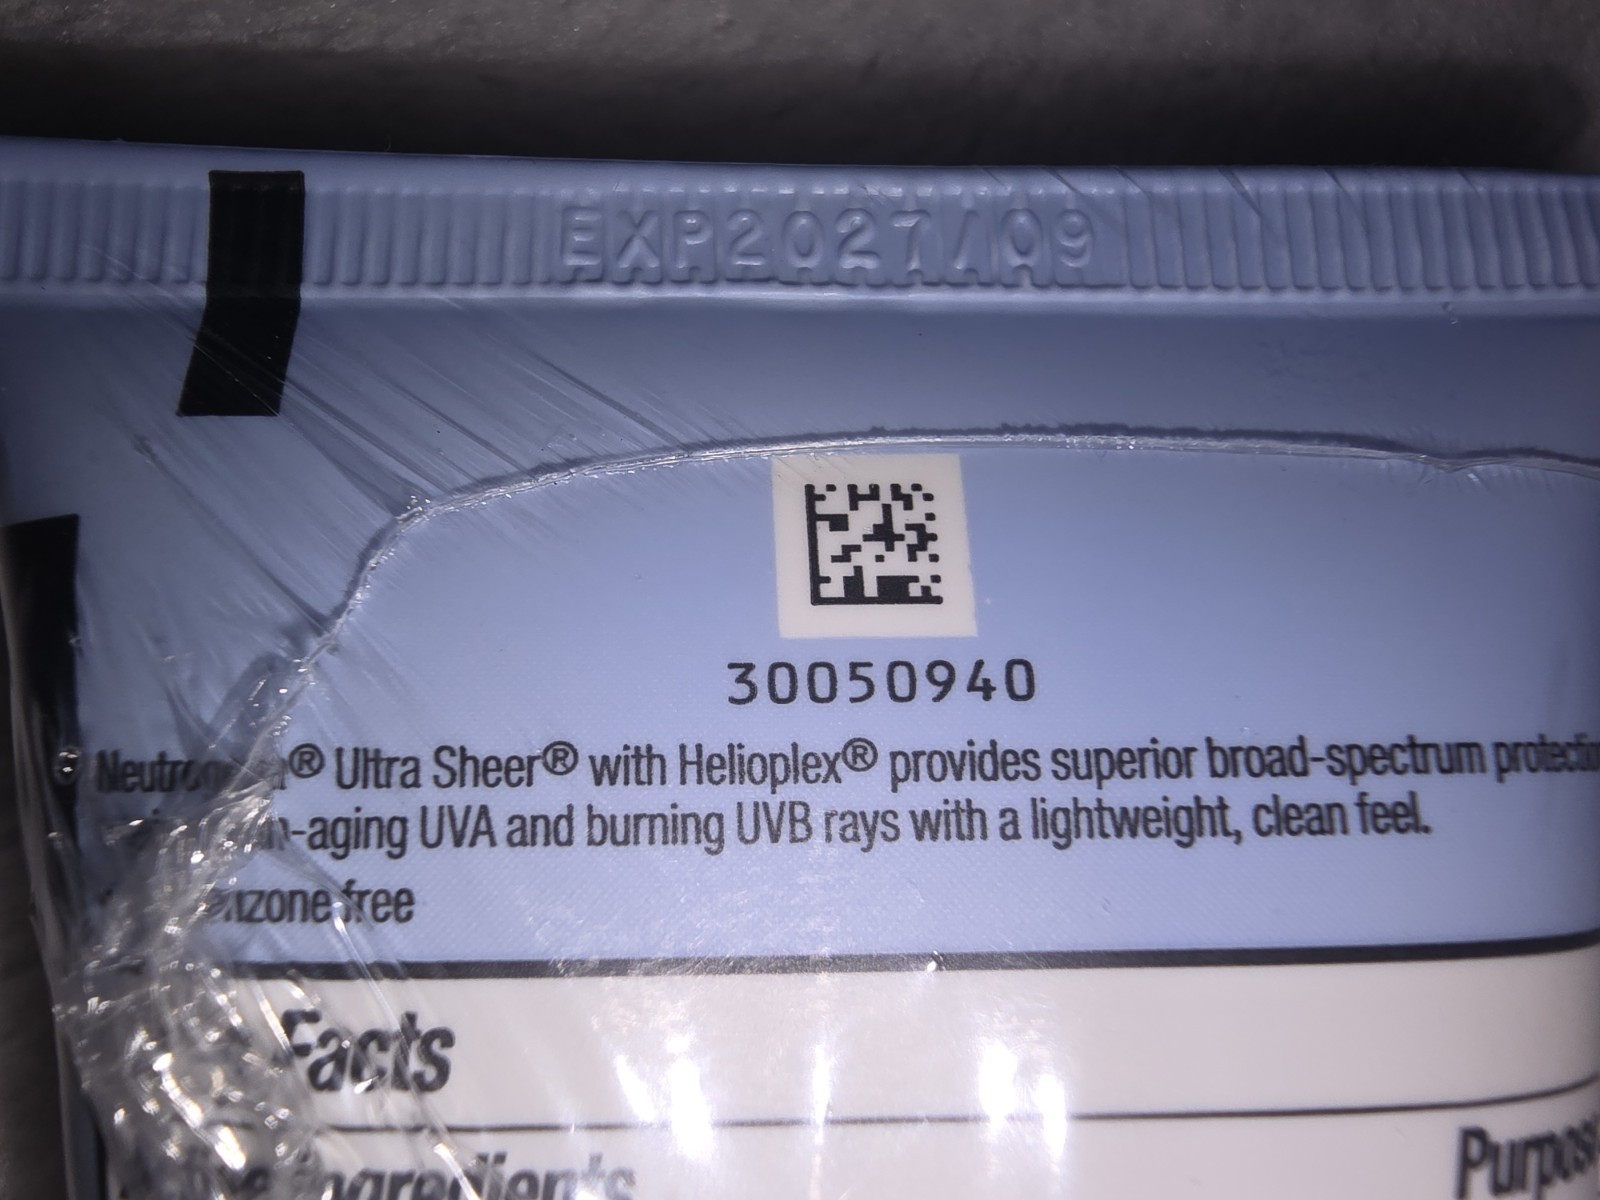 EXP2027/09
30050940
® Ultra Sheer® with Helioplex® provides superior broad-spectrum
-aging UVA and burning UVB rays with a lightweight, clean feel.
free
Facts
ingredients